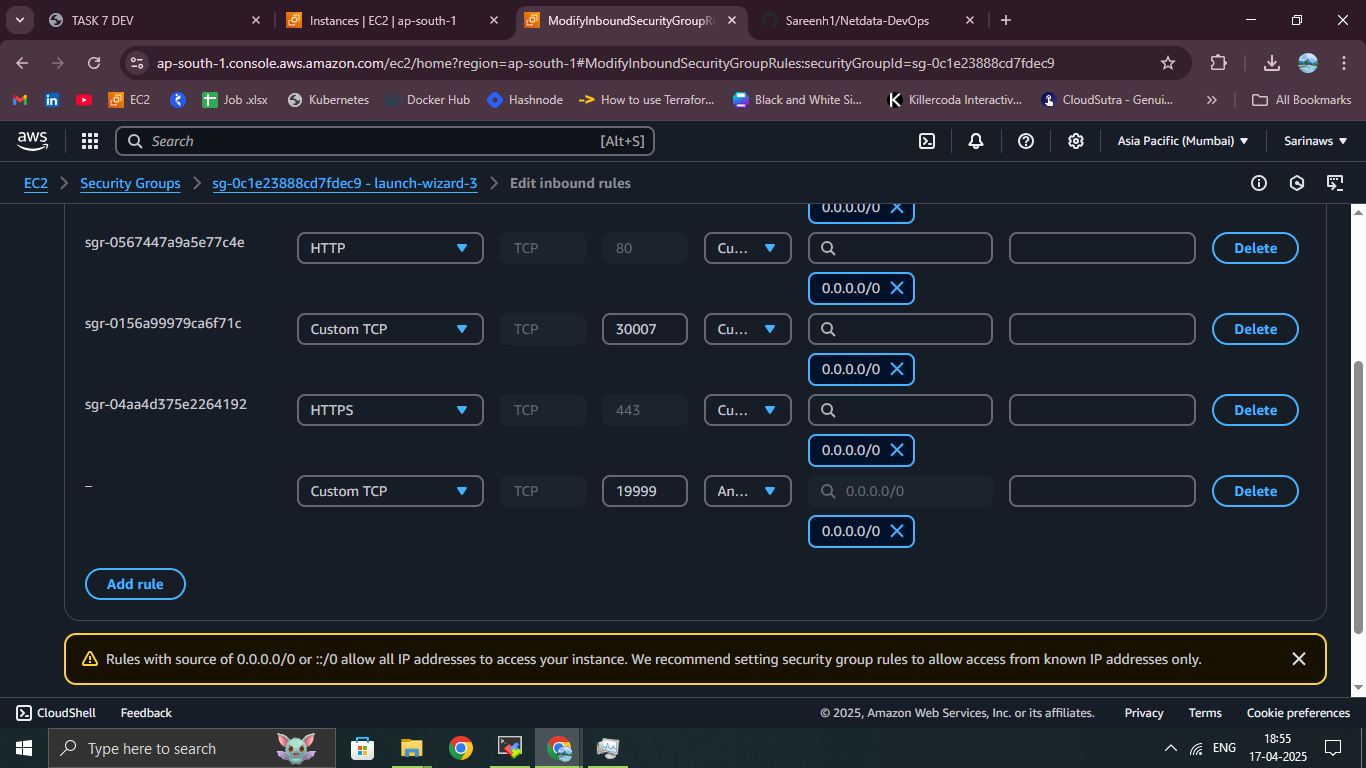 TASK 7 DEV
Instances | EC2 | ap-south-1
ModifyInboundSecurityGroupRu
Sareenh1/Netdata-DevOps
ap-south-1.console.aws.amazon.com/ec2/home?region=ap-south-1#ModifyInboundSecurityGroupRules:securityGroupId=sg-0c1e23888cd7fdec9
EC2
Job .xlsx
Kubernetes
Docker Hub
Hashnode
How to use Terrafor...
Black and White Si...
Killercoda Interactiv...
CloudSutra - Genui...
All Bookmarks
aws
Search
[Alt+S]
Asia Pacific (Mumbai)
Sarinaws
EC2
Security Groups
sg-0c1e23888cd7fdec9 - launch-wizard-3
Edit inbound rules
0.0.0.0/0
sgr-0567447a9a5e77c4e
HTTP
TCP
80
Cu...
Delete
0.0.0.0/0
sgr-0156a99979ca6f71c
Custom TCP
TCP
30007
Cu...
Delete
0.0.0.0/0
sgr-04aa4d375e2264192
HTTPS
TCP
443
Cu...
Delete
0.0.0.0/0
–
Custom TCP
TCP
19999
An...
0.0.0.0/0
Delete
0.0.0.0/0
Add rule
Rules with source of 0.0.0.0/0 or ::/0 allow all IP addresses to access your instance. We recommend setting security group rules to allow access from known IP addresses only.
CloudShell
Feedback
© 2025, Amazon Web Services, Inc. or its affiliates.
Privacy
Terms
Cookie preferences
Type here to search
ENG
18:55
17-04-2025